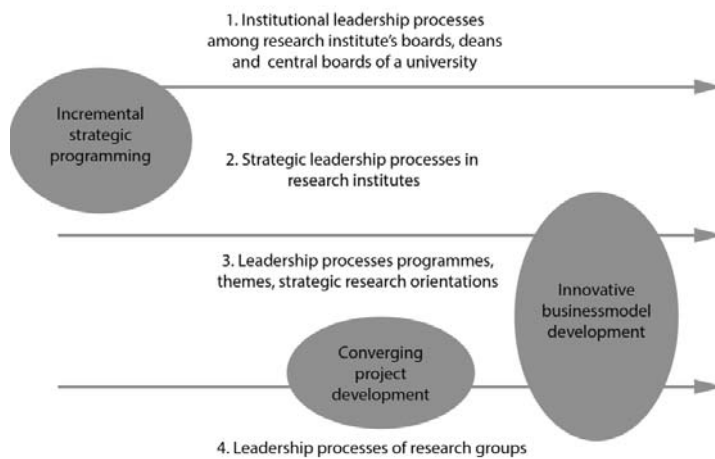 1. Institutional leadership processes
among research institute's boards, deans
and central boards of a university
Incremental
strategic
programming
2. Strategic leadership processes in
research institutes
3. Leadership processes programmes,
themes, strategic research orientations
Innovative
businessmodel
development
Converging
project
development
4. Leadership processes of research groups